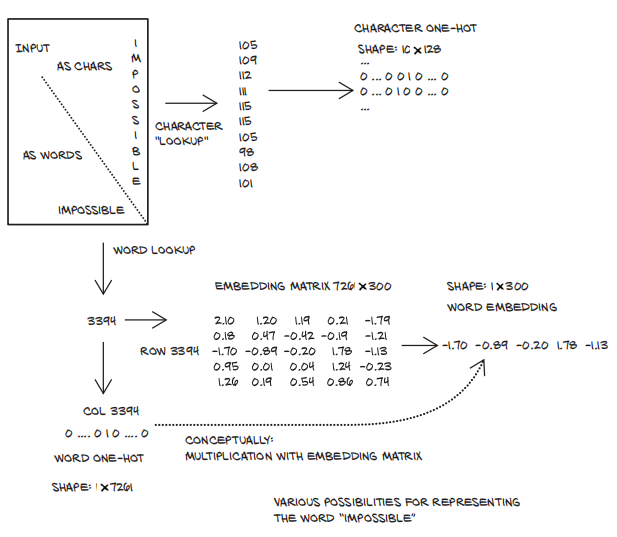 INPUT
AS CHARS
I
M
P
O
S
S
I
B
L
E
AS WORDS
IMPOSSIBLE
CHARACTER
"LOOKUP"
105
109
112
111
115
115
105
98
108
101
CHARACTER ONE-HOT
SHAPE: 10 × 128
...
0 ... 0 0 1 0 ... 0
0 ... 0 1 0 0 ... 0
...
WORD LOOKUP
3394
EMBEDDING MATRIX 7261 × 300
2.10 1.20 1.19 0.21 -1.79
0.18 0.47 -0.42 -0.19 -1.21
ROW 3394 -1.70 -0.89 -0.20 1.78 -1.13
0.95 0.01 0.04 1.24 -0.23
1.26 0.19 0.54 0.86 0.74
SHAPE: 1 × 300
WORD EMBEDDING
-1.70 -0.89 -0.20 1.78 -1.13
COL 3394
0 .... 0 1 0 .... 0
WORD ONE-HOT
SHAPE: 1 × 7261
CONCEPTUALLY:
MULTIPLICATION WITH EMBEDDING MATRIX
VARIOUS POSSIBILITIES FOR REPRESENTING
THE WORD "IMPOSSIBLE"